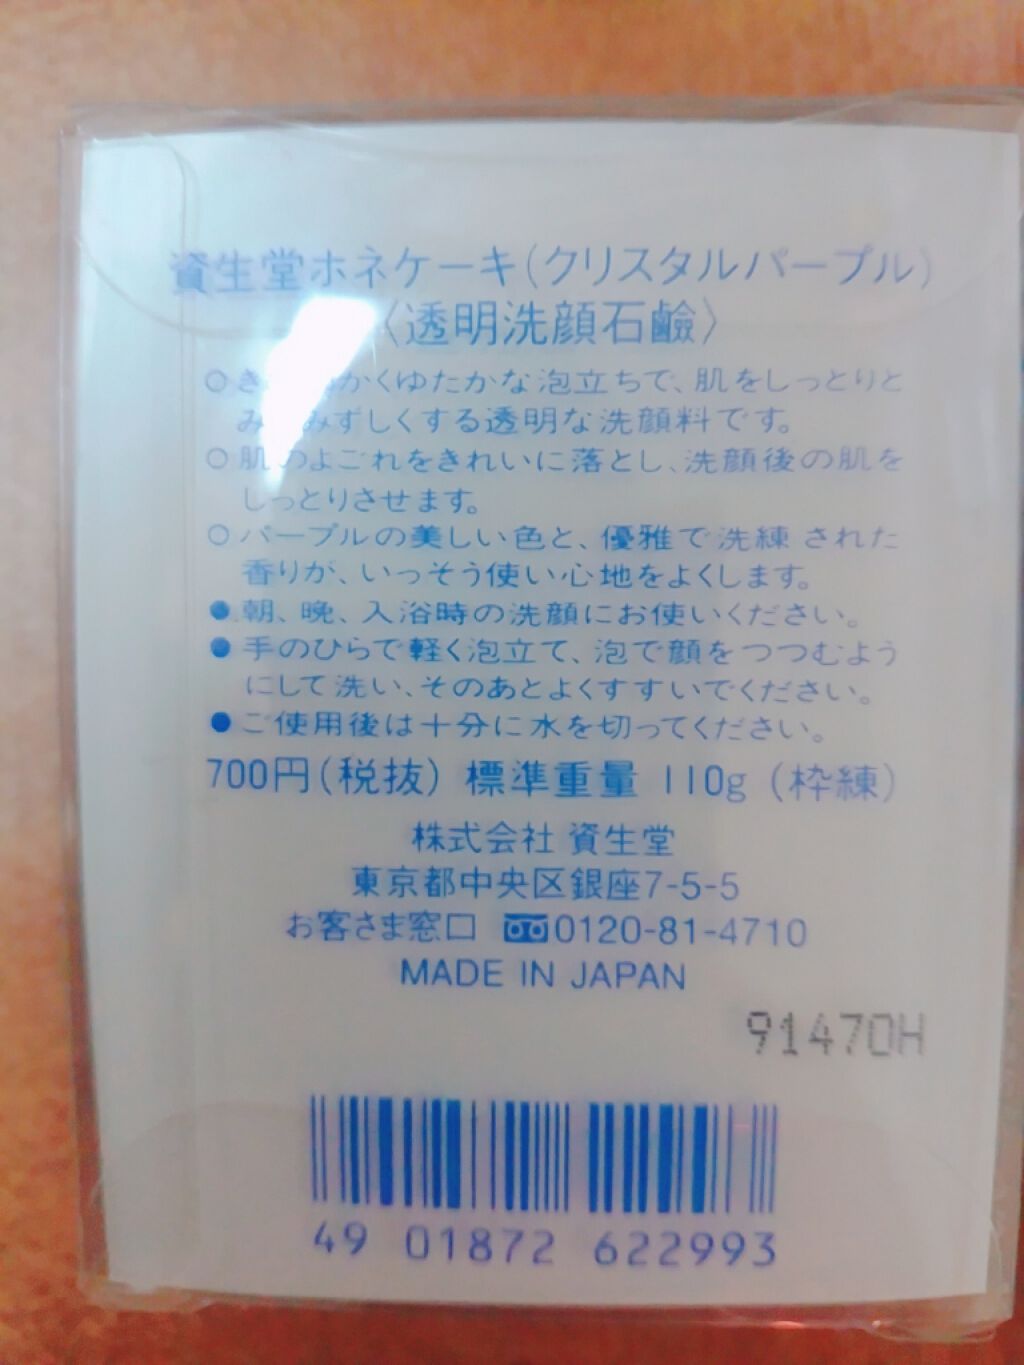 資生堂ホネケーキ(クリスタルパープル)
〈透明洗顔石鹸〉
○き かくゆたかな泡立ちで、肌をしっとりと
み みずしくする透明な洗顔料です。
○肌のよごれをきれいに落とし、洗顔後の肌を
しっとりさせます。
○パープルの美しい色と、優雅で洗練された
香りが、いっそう使い心地をよくします。
●朝、晩、入浴時の洗顔にお使いください。
●手のひらで軽く泡立て、泡で顔をつつむよう
にして洗い、そのあとよくすすいでください。
●ご使用後は十分に水を切ってください。
700円(税抜) 標準重量 110g (枠練)
株式会社 資生堂
東京都中央区銀座7-5-5
お客さま窓口 0120-81-4710
MADE IN JAPAN
91470H
49 01872 622993